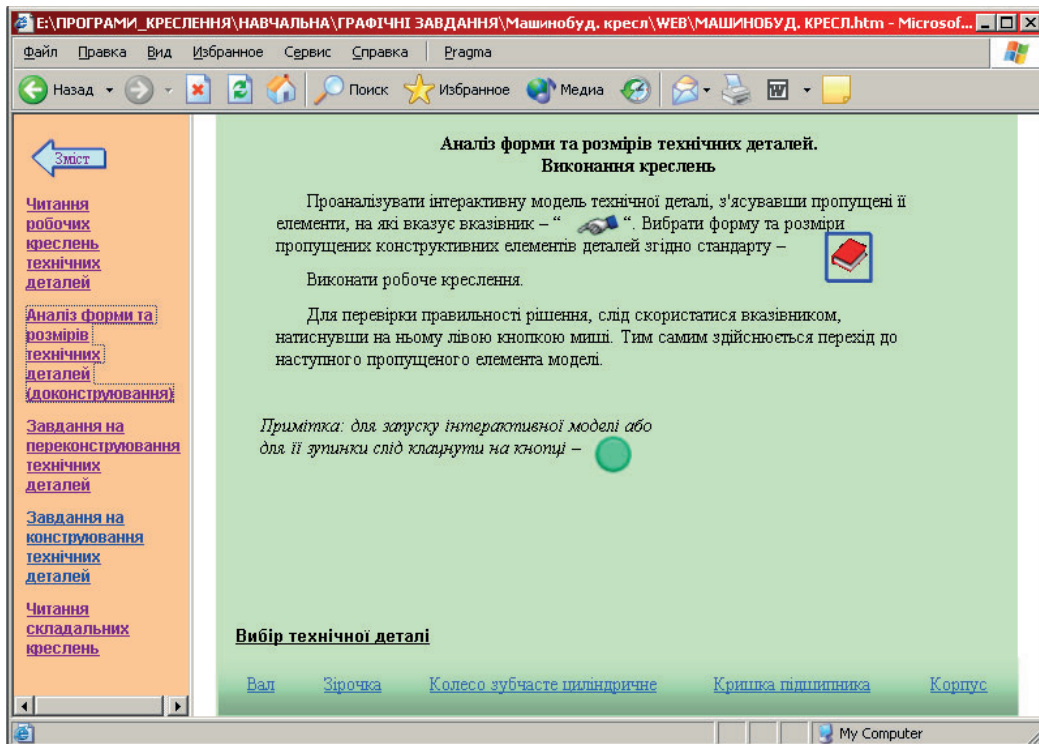 Е:\ПРОГРАМИ_КРЕСЛЕННЯ\НАВЧАЛЬНА\ГРАФІЧНІ ЗАВДАННЯ\Машинобуд. кресл\WEB\МАШИНОБУД. КРЕСЛ.htm - Microsof...
Файл Правка Вид Избранное Сервис Справка Pragma
Назад Поиск Избранное Медиа
Зміст
Читання
робочих
креслень
технічних
деталей
Аналіз форми та
розмірів
технічних
деталей
(доконструювання)
Завдання на
переконструювання
технічних
деталей
Завдання на
конструювання
технічних
деталей
Читання
складальних
креслень
Аналіз форми та розмірів технічних деталей.
Виконання креслень
Проаналізувати інтерактивну модель технічної деталі, з'ясувавши пропущені її
елементи, на які вказує вказівник – “ “. Вибрати форму та розміри
пропущених конструктивних елементів деталей згідно стандарту –
Виконати робоче креслення.
Для перевірки правильності рішення, слід скористатися вказівником,
натиснувши на ньому лівою кнопкою миші. Тим самим здійснюється перехід до
наступного пропущеного елемента моделі.
Примітка: для запуску інтерактивної моделі або
для її зупинки слід клацнути на кнопці –
Вибір технічної деталі
Вал Зірочка Колесо зубчасте циліндричне Кришка підшипника Корпус
My Computer